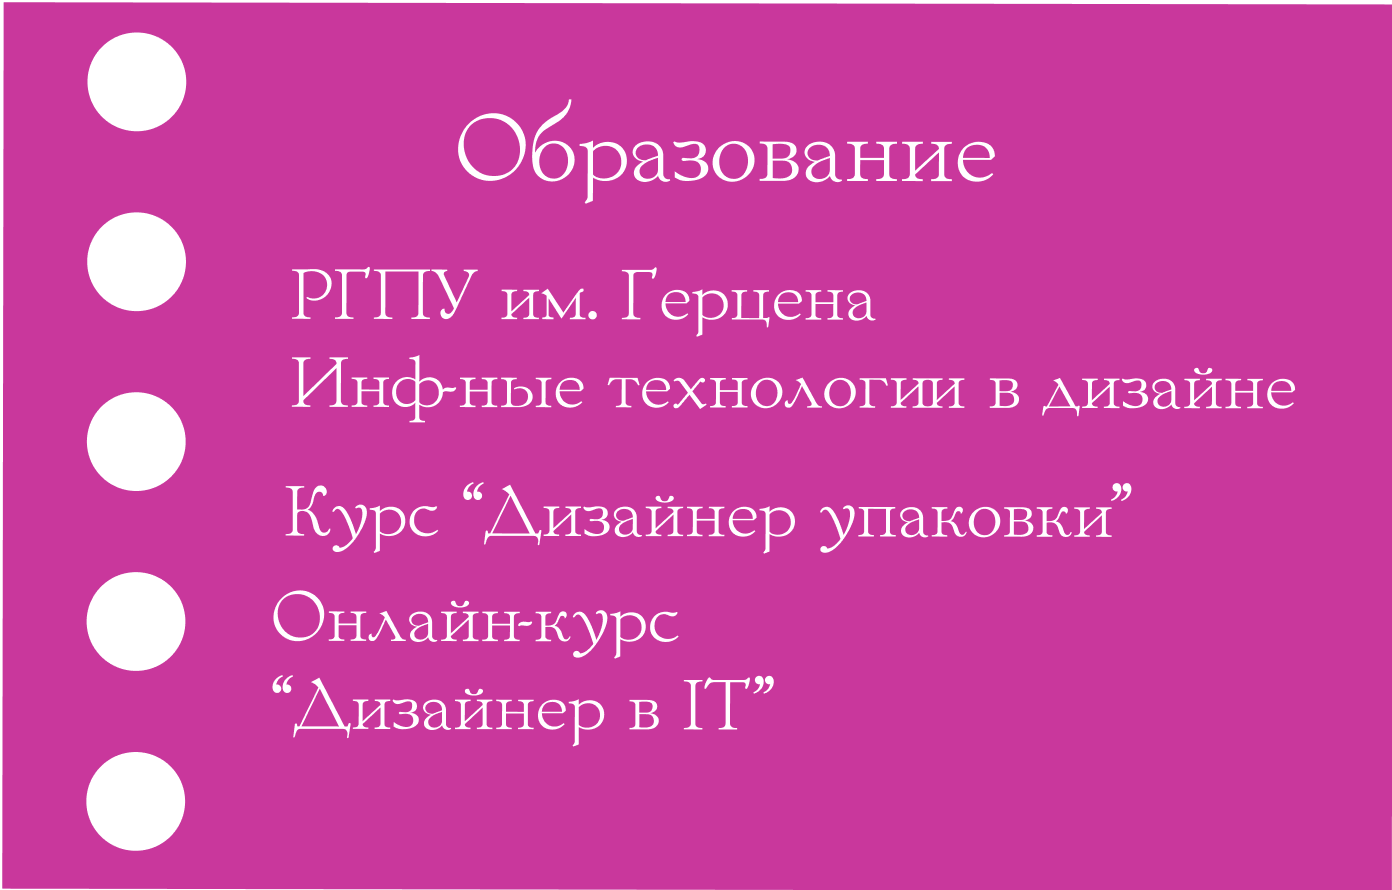 Образование
РГПУ им. Герцена
Инф-ные технологии в дизайне
Курс “Дизайнер упаковки”
Онлайн-курс
“Дизайнер в IT”